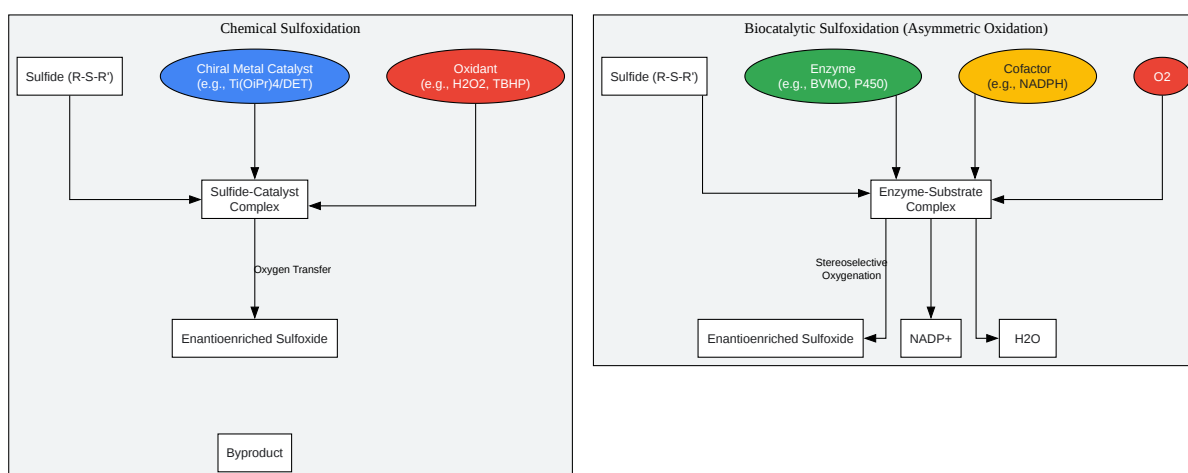 Chemical Sulfoxidation
Sulfide (R-S-R')
Chiral Metal Catalyst
(e.g., Ti(OiPr)4/DET)
Oxidant
(e.g., H2O2, TBHP)
Sulfide-Catalyst
Complex
Oxygen Transfer
Enantioenriched Sulfoxide
Byproduct
Biocatalytic Sulfoxidation (Asymmetric Oxidation)
Sulfide (R-S-R')
Enzyme
(e.g., BVMO, P450)
Cofactor
(e.g., NADPH)
O2
Enzyme-Substrate
Complex
Stereoselective
Oxygenation
Enantioenriched Sulfoxide
NADP+
H2O